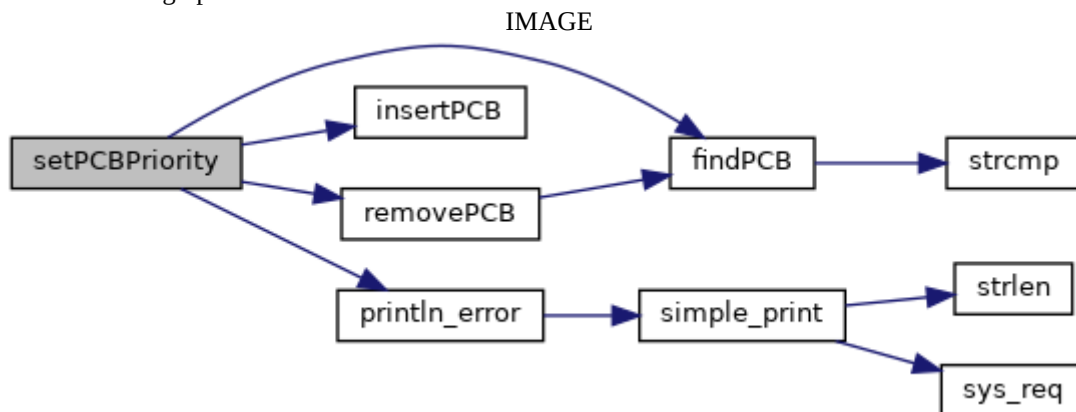 IMAGE
insertPCB
setPCBPriority
findPCB
strcmp
removePCB
println_error
simple_print
strlen
sys_req